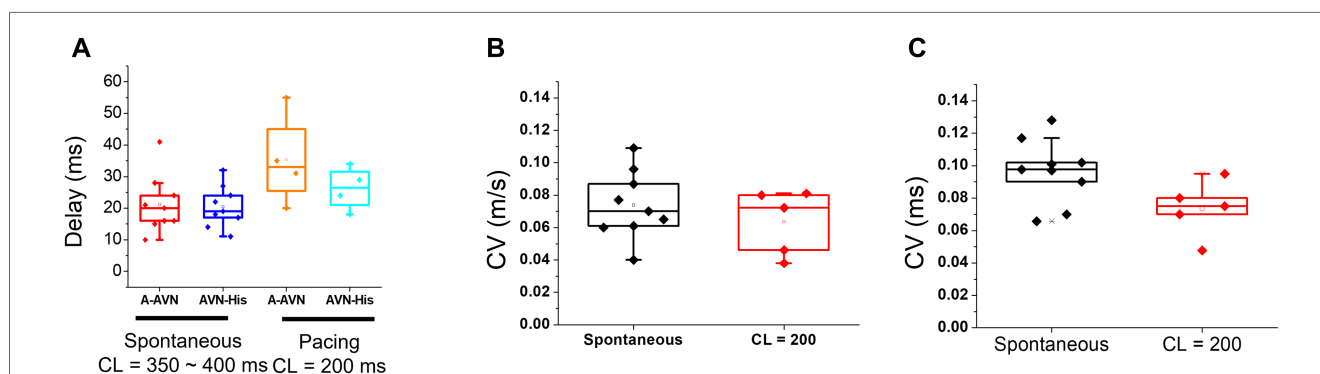 A
Delay (ms)
60
50
40
30
20
10
0
A-AVN AVN-His A-AVN AVN-His
Spontaneous Pacing
CL = 350 ~ 400 ms CL = 200 ms
B
CV (m/s)
0.14
0.12
0.10
0.08
0.06
0.04
0.02
0.00
Spontaneous CL = 200
C
CV (ms)
0.14
0.12
0.10
0.08
0.06
0.04
0.02
0.00
Spontaneous CL = 200